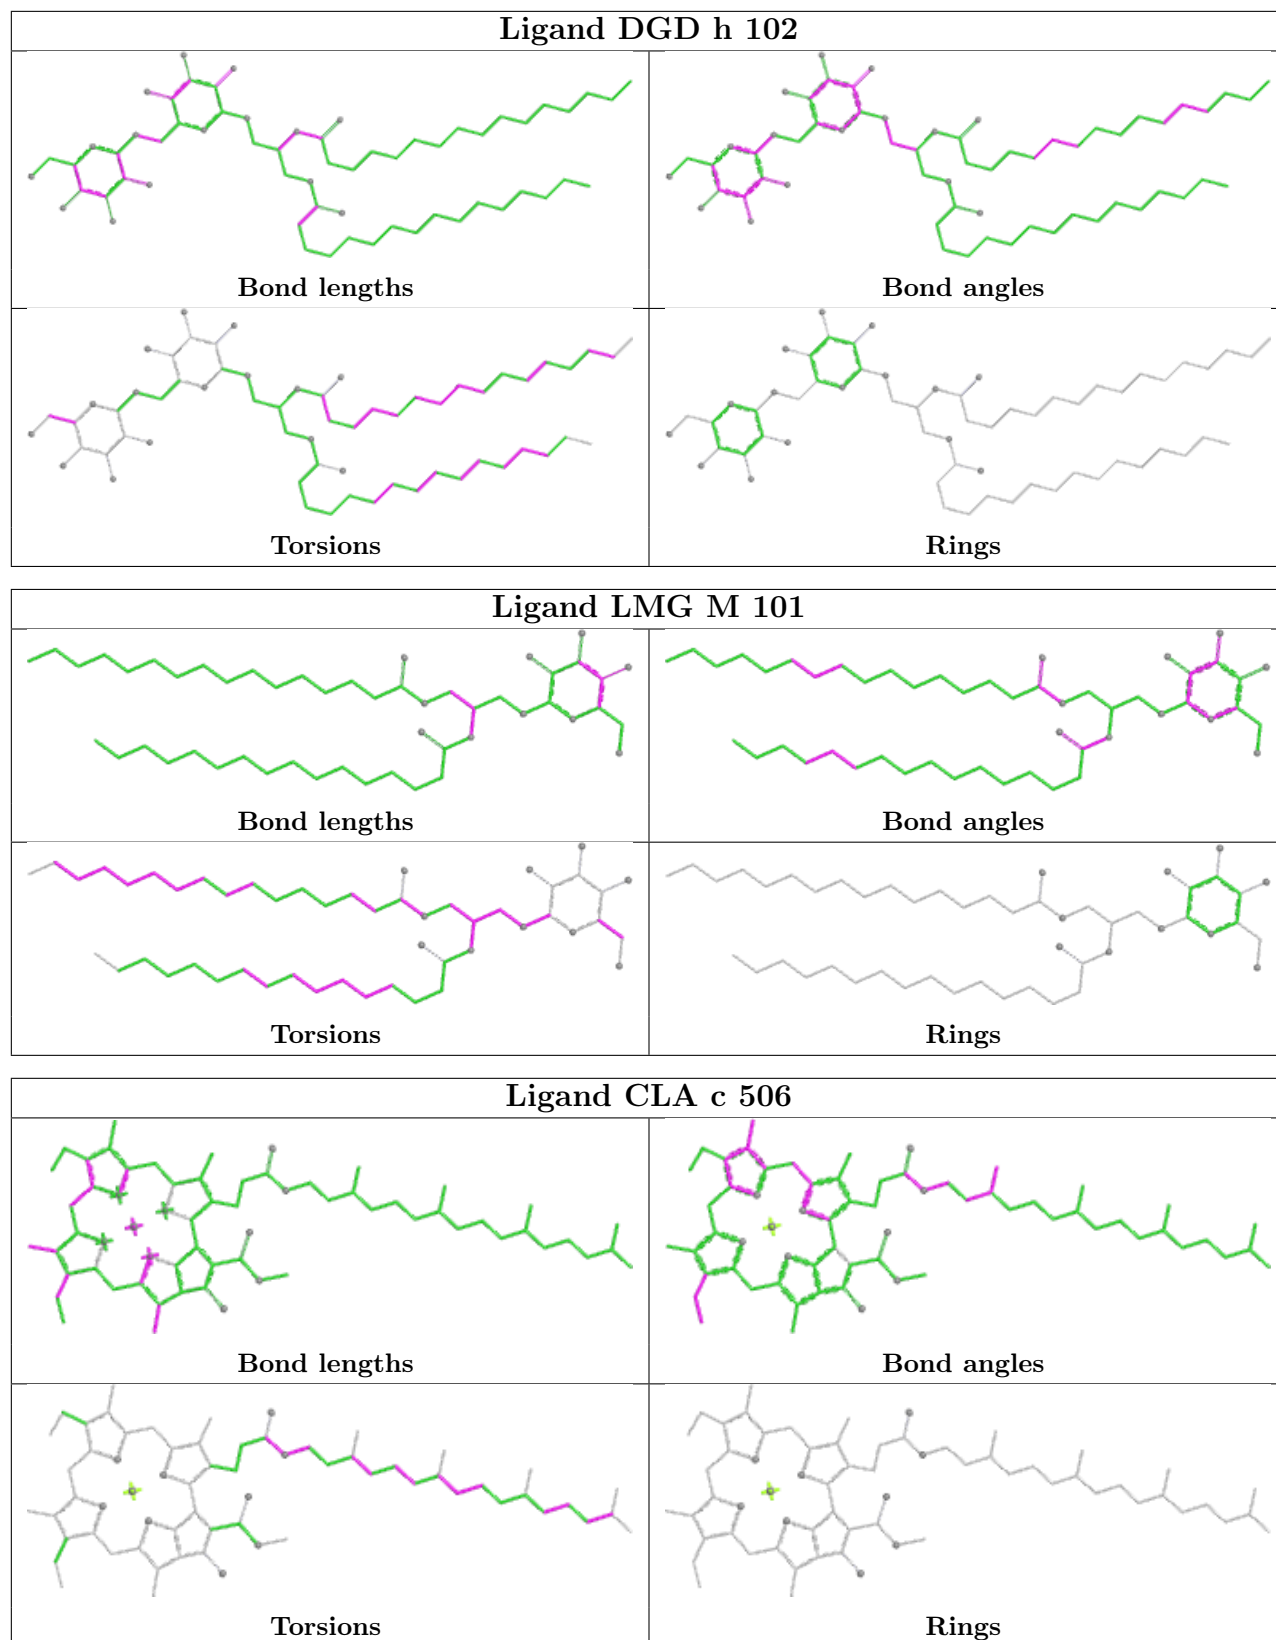 Ligand DGD h 102
Bond lengths
Bond angles
Torsions
Rings
Ligand LMG M 101
Bond lengths
Bond angles
Torsions
Rings
Ligand CLA c 506
Bond lengths
Bond angles
Torsions
Rings